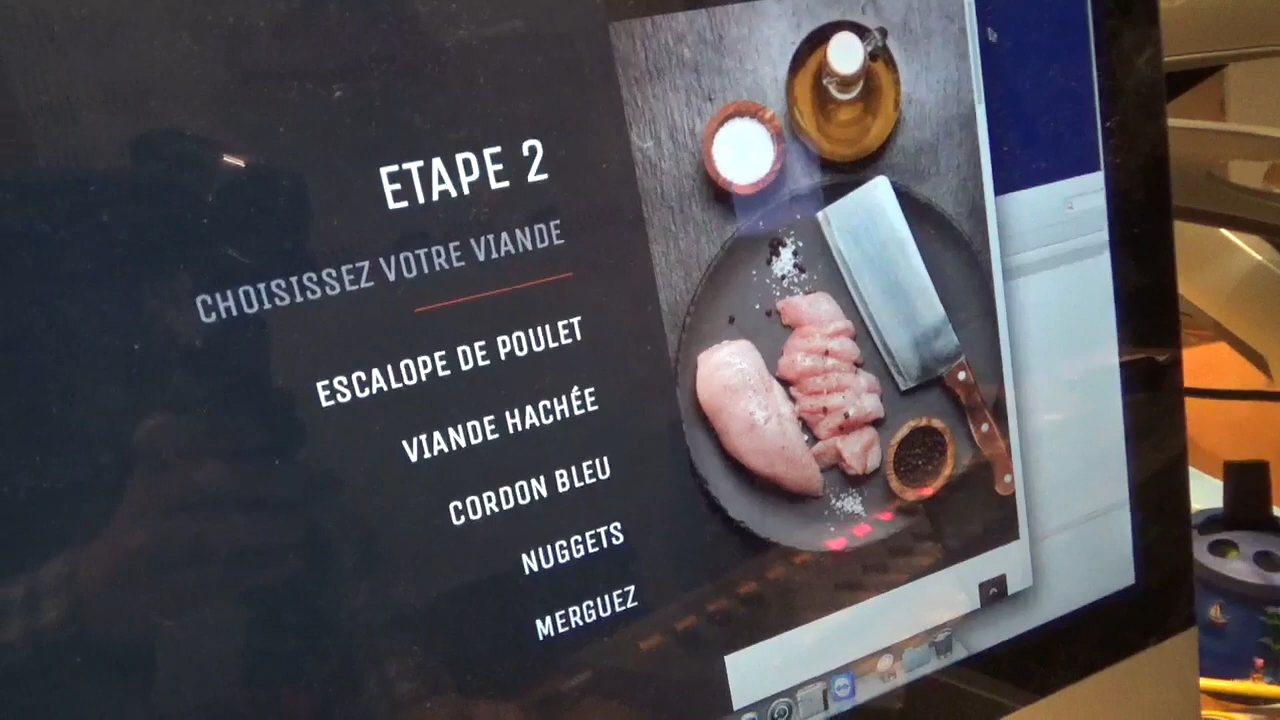 ETAPE 2
CHOISISSEZ VOTRE VIANDE
ESCALOPE DE POULET
VIANDE HACHÉE
CORDON BLEU
NUGGETS
MERGUEZ